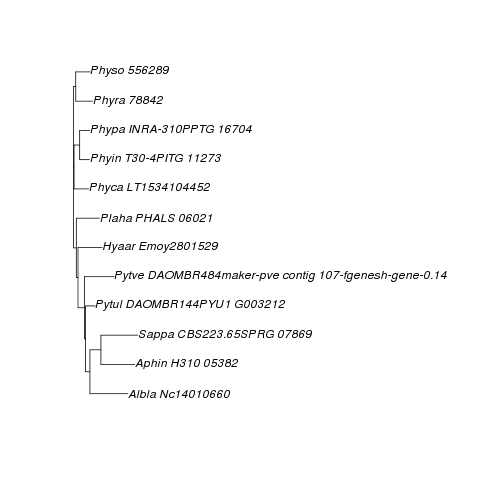 Physo 556289
Phyra 78842
Phypa INRA-310PPTG 16704
Phyin T30-4PITG 11273
Phyca LT1534104452
Plaha PHALS 06021
Hyaar Emoy2801529
Pytve DAOMBR484maker-pve contig 107-fgenesh-gene-0.14
Pytul DAOMBR144PYU1 G003212
Sappa CBS223.65SPRG 07869
Aphin H310 05382
Albla Nc14010660